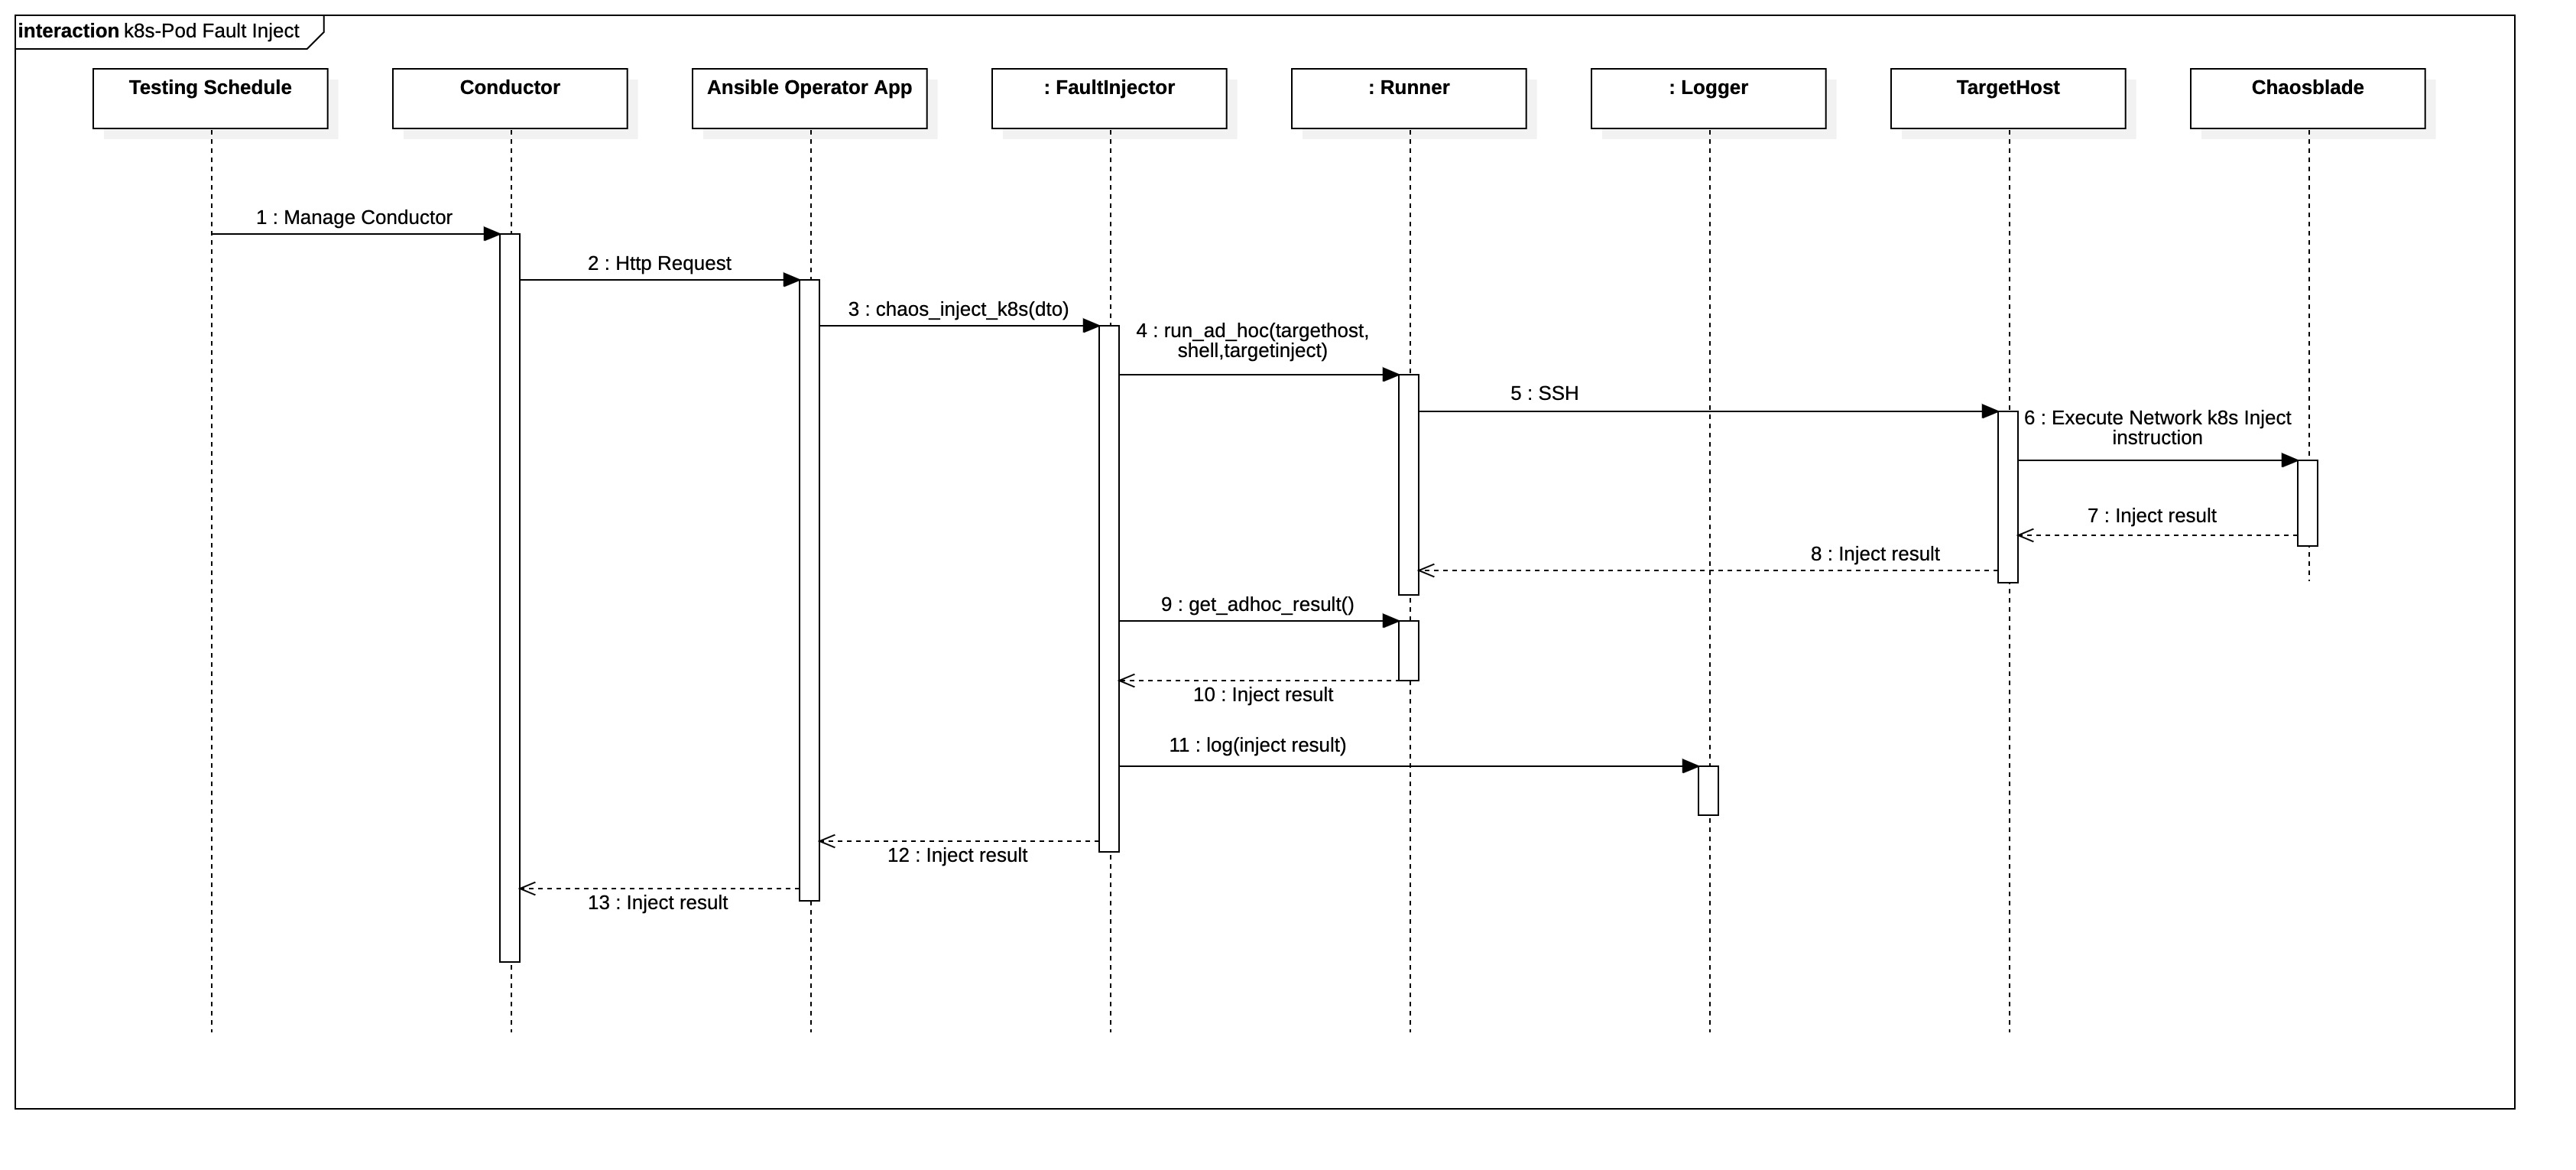 interaction k8s-Pod Fault Inject
Testing Schedule
Conductor
Ansible Operator App
: FaultInjector
: Runner
: Logger
TargetHost
Chaosblade
1 : Manage Conductor
2 : Http Request
3 : chaos_inject_k8s(dto)
4 : run_ad_hoc(targethost,
shell,targetinject)
5 : SSH
6 : Execute Network k8s Inject
instruction
7 : Inject result
8 : Inject result
9 : get_adhoc_result()
10 : Inject result
11 : log(inject result)
12 : Inject result
13 : Inject result